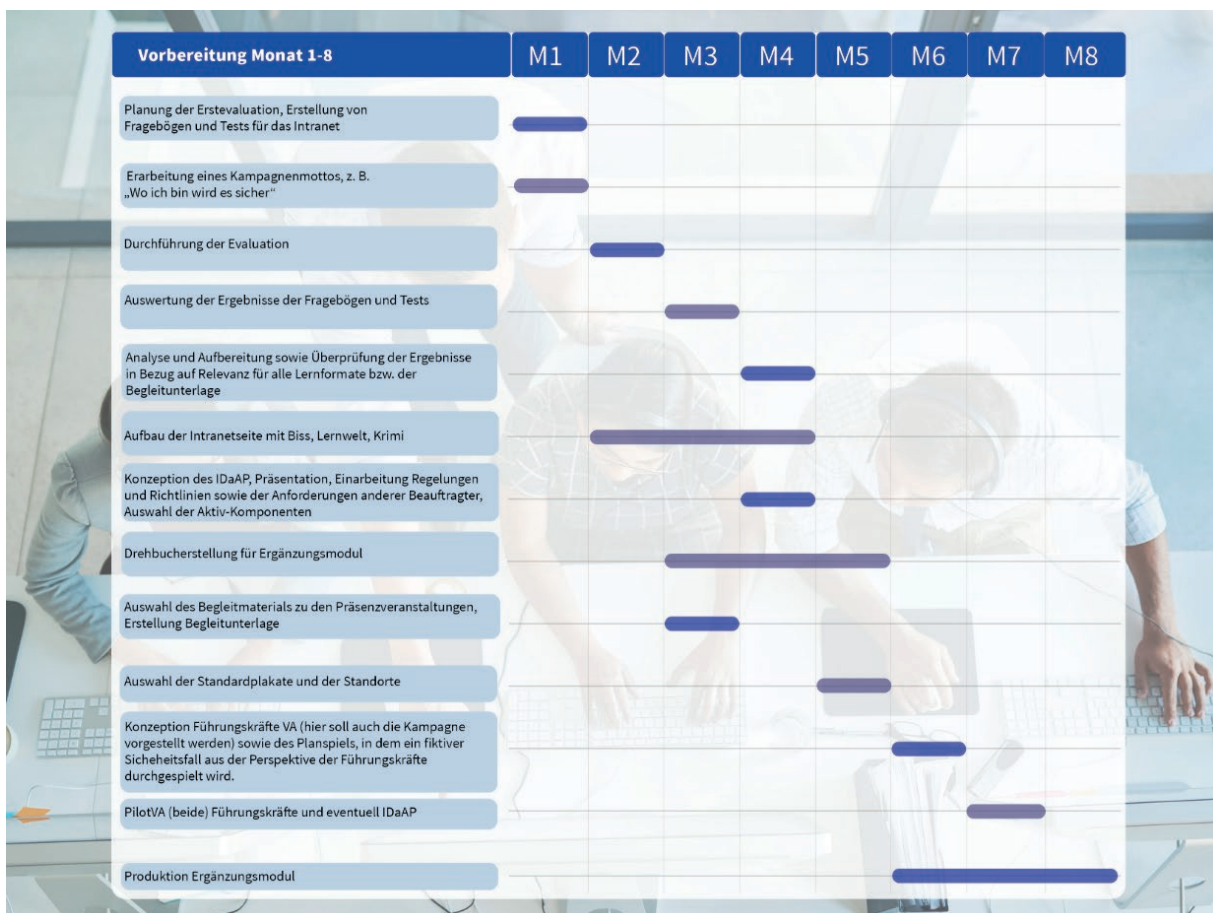 Vorbereitung Monat 1-8 M1 M2 M3 M4 M5 M6 M7 M8
Planung der Erstevaluation, Erstellung von
Fragebögen und Tests für das Intranet
Erarbeitung eines Kampagnenmottos, z. B.
„Wo ich bin wird es sicher“
Durchführung der Evaluation
Auswertung der Ergebnisse der Fragebögen und Tests
Analyse und Aufbereitung sowie Überprüfung der Ergebnisse
in Bezug auf Relevanz für alle Lernformate bzw. der
Begleitunterlage
Aufbau der Intranetseite mit Biss, Lernwelt, Krimi
Konzeption des IDaAP, Präsentation, Einarbeitung Regelungen
und Richtlinien sowie der Anforderungen anderer Beauftragter,
Auswahl der Aktiv-Komponenten
Drehbucherstellung für Ergänzungsmodul
Auswahl des Begleitmaterials zu den Präsenzveranstaltungen,
Erstellung Begleitunterlage
Auswahl der Standardplakate und der Standorte
Konzeption Führungskräfte VA (hier soll auch die Kampagne
vorgestellt werden) sowie des Planspiels, in dem ein fiktiver
Sicheheitsfall aus der Perspektive der Führungskräfte
durchgespielt wird.
PilotVA (beide) Führungskräfte und eventuell IDaAP
Produktion Ergänzungsmodul